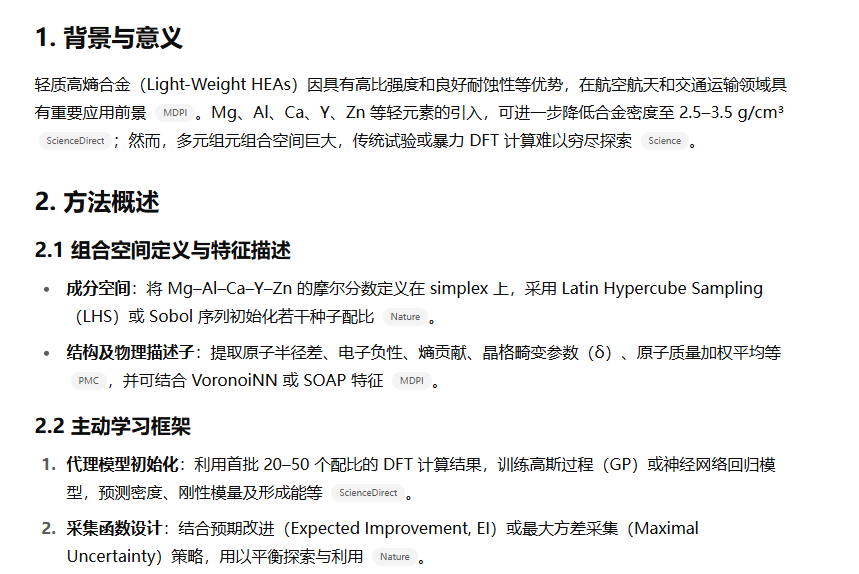 1. 背景与意义
轻质高熵合金（Light-Weight HEAs）因具有高比强度和良好耐蚀性等优势，在航空航天和交通运输领域具
有重要应用前景 MDPI 。Mg、Al、Ca、Y、Zn 等轻元素的引入，可进一步降低合金密度至 2.5–3.5 g/cm³
ScienceDirect ；然而，多元组元组合空间巨大，传统试验或暴力 DFT 计算难以穷尽探索 Science 。
2. 方法概述
2.1 组合空间定义与特征描述
• 成分空间：将 Mg–Al–Ca–Y–Zn 的摩尔分数定义在 simplex 上，采用 Latin Hypercube Sampling
（LHS）或 Sobol 序列初始化若干种子配比 Nature 。
• 结构及物理描述子：提取原子半径差、电子负性、熵贡献、晶格畸变参数（δ）、原子质量加权平均等
PMC ，并可结合 VoronoiNN 或 SOAP 特征 MDPI 。
2.2 主动学习框架
1. 代理模型初始化：利用首批 20–50 个配比的 DFT 计算结果，训练高斯过程（GP）或神经网络回归模
型，预测密度、刚性模量及形成能等 ScienceDirect 。
2. 采集函数设计：结合预期改进（Expected Improvement, EI）或最大方差采集（Maximal
Uncertainty）策略，用以平衡探索与利用 Nature 。